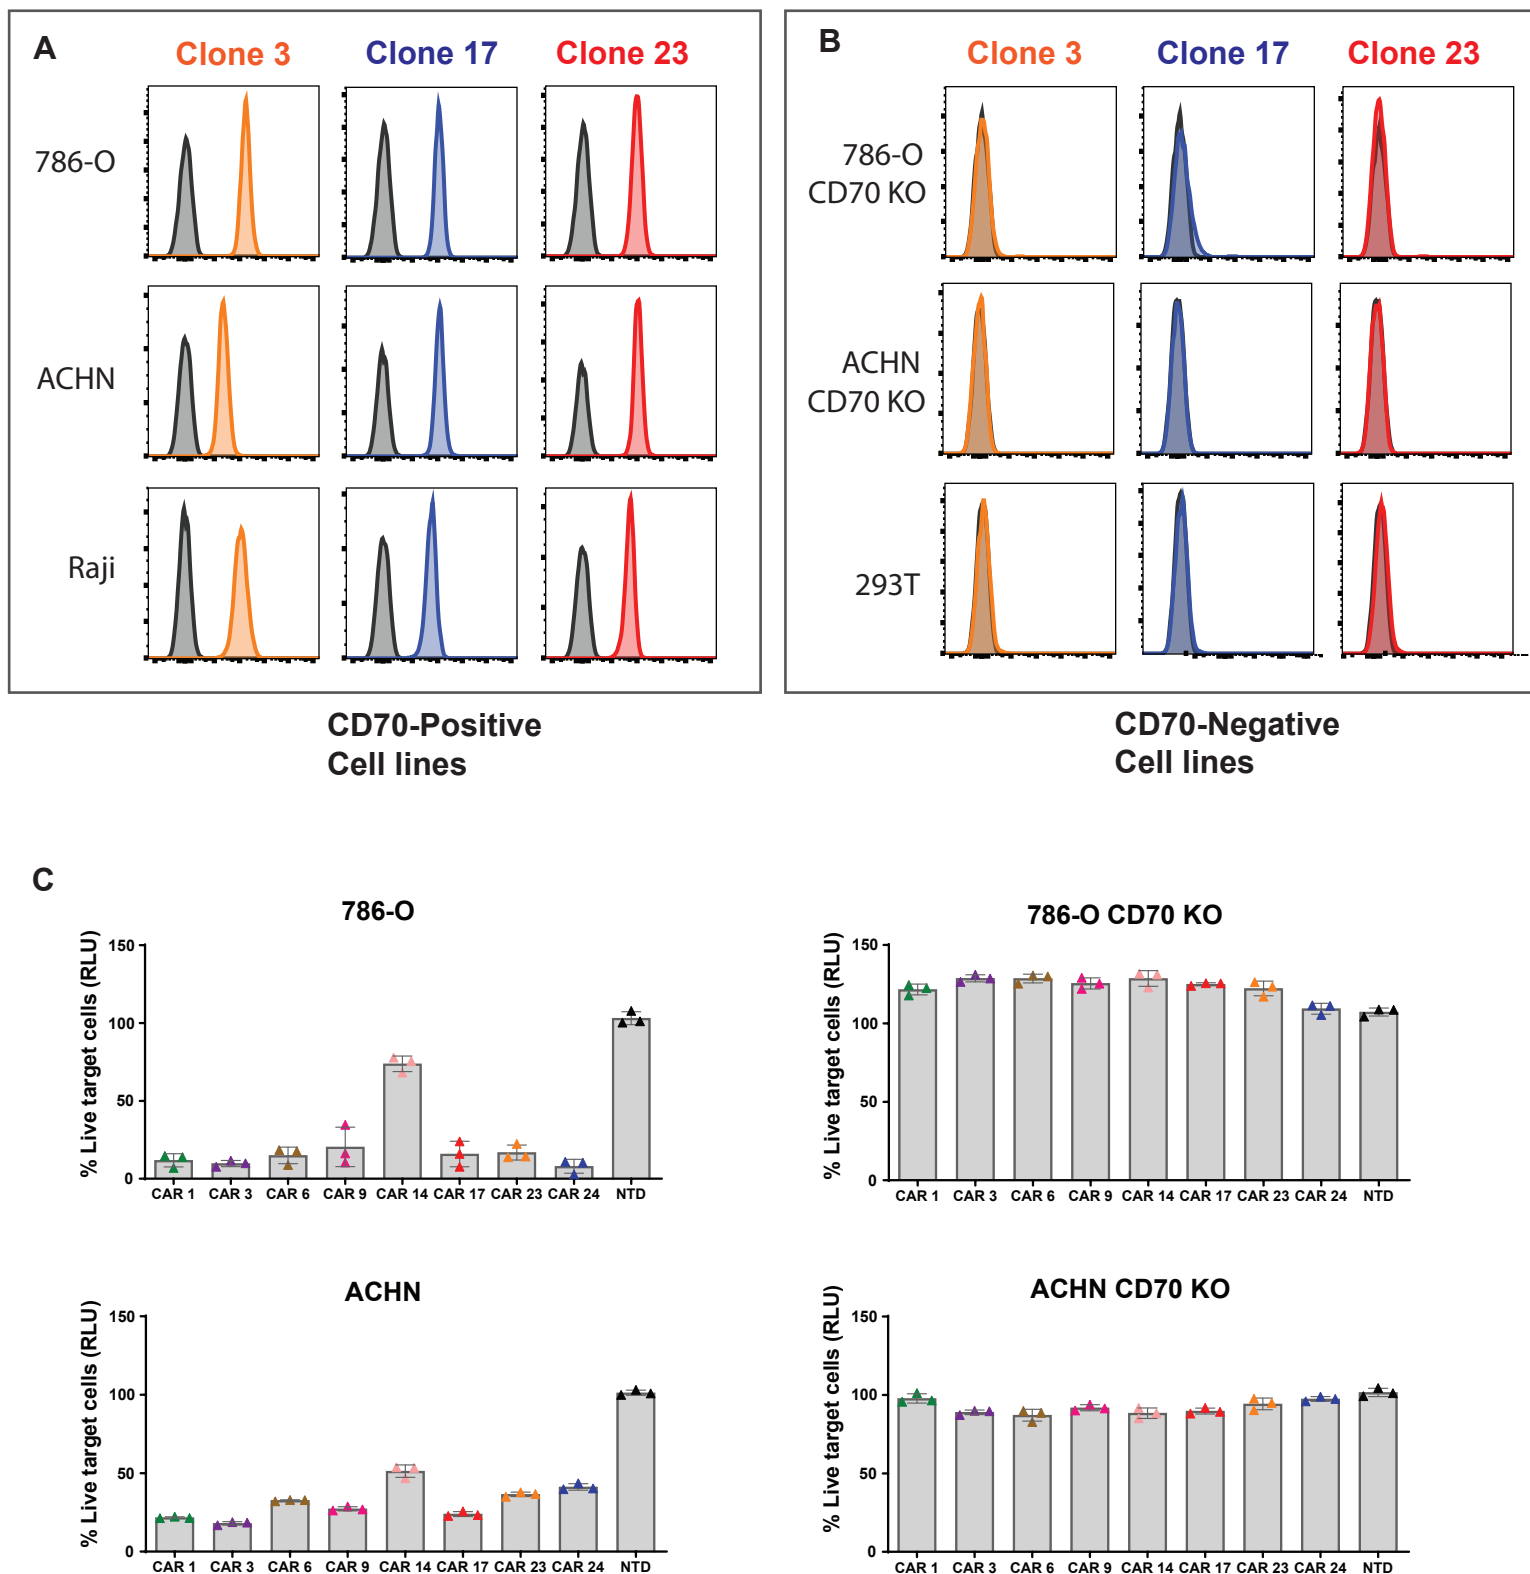 A
Clone 3
Clone 17
Clone 23
786-O
ACHN
Raji
CD70-Positive
Cell lines
B
Clone 3
Clone 17
Clone 23
786-O
CD70 KO
ACHN
CD70 KO
293T
CD70-Negative
Cell lines
C
786-O
% Live target cells (RLU)
150
100
50
0
CAR 1 CAR 3 CAR 6 CAR 9 CAR 14 CAR 17 CAR 23 CAR 24 NTD
786-O CD70 KO
% Live target cells (RLU)
150
100
50
0
CAR 1 CAR 3 CAR 6 CAR 9 CAR 14 CAR 17 CAR 23 CAR 24 NTD
ACHN
% Live target cells (RLU)
150
100
50
0
CAR 1 CAR 3 CAR 6 CAR 9 CAR 14 CAR 17 CAR 23 CAR 24 NTD
ACHN CD70 KO
% Live target cells (RLU)
150
100
50
0
CAR 1 CAR 3 CAR 6 CAR 9 CAR 14 CAR 17 CAR 23 CAR 24 NTD